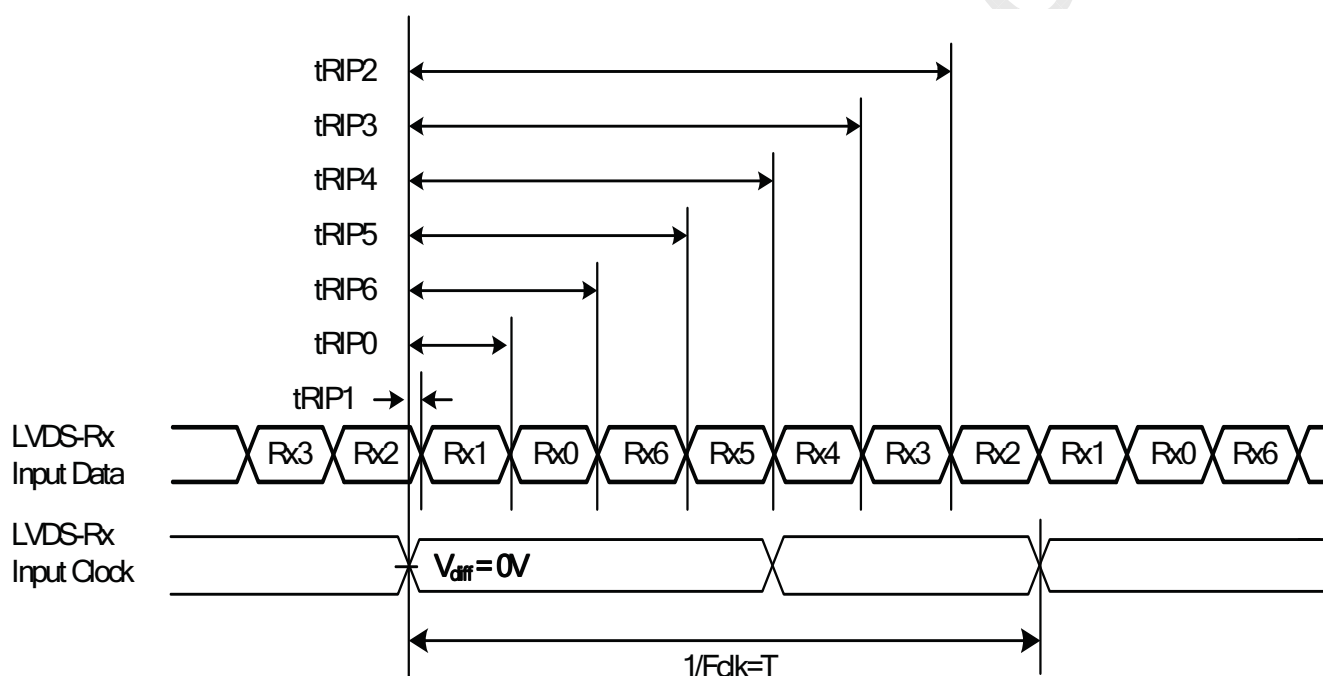 tRIP2
tRIP3
tRIP4
tRIP5
tRIP6
tRIP0
tRIP1
LVDS-Rx
Input Data
Rx3 Rx2 Rx1 Rx0 Rx6 Rx5 Rx4 Rx3 Rx2 Rx1 Rx0 Rx6
LVDS-Rx
Input Clock
Vdiff = 0V
1/Fclk=T